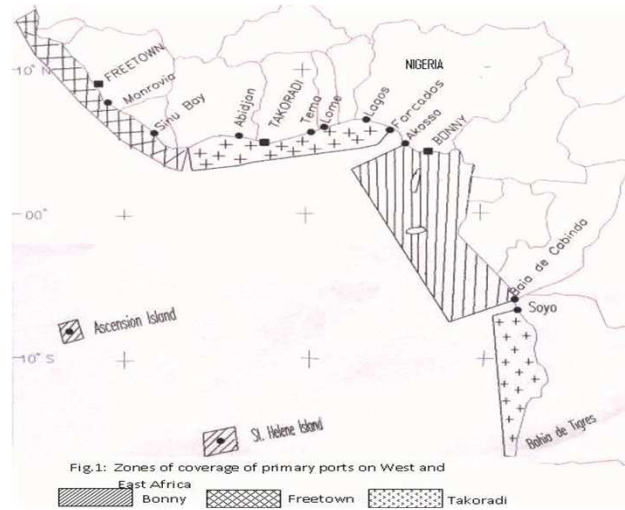 10° N
FREETOWN
Monrovia
Sinu Bay
Abidjan
TAKORADI
Tema
Lome
Lagos
NIGERIA
Forcados
Akassa
BONNY
00°
Baia de Cabinda
Soyo
Ascension Island
10° S
St. Helene Island
Bahia de Tigres
Fig.1: Zones of coverage of primary ports on West and
East Africa
Bonny Freetown Takoradi